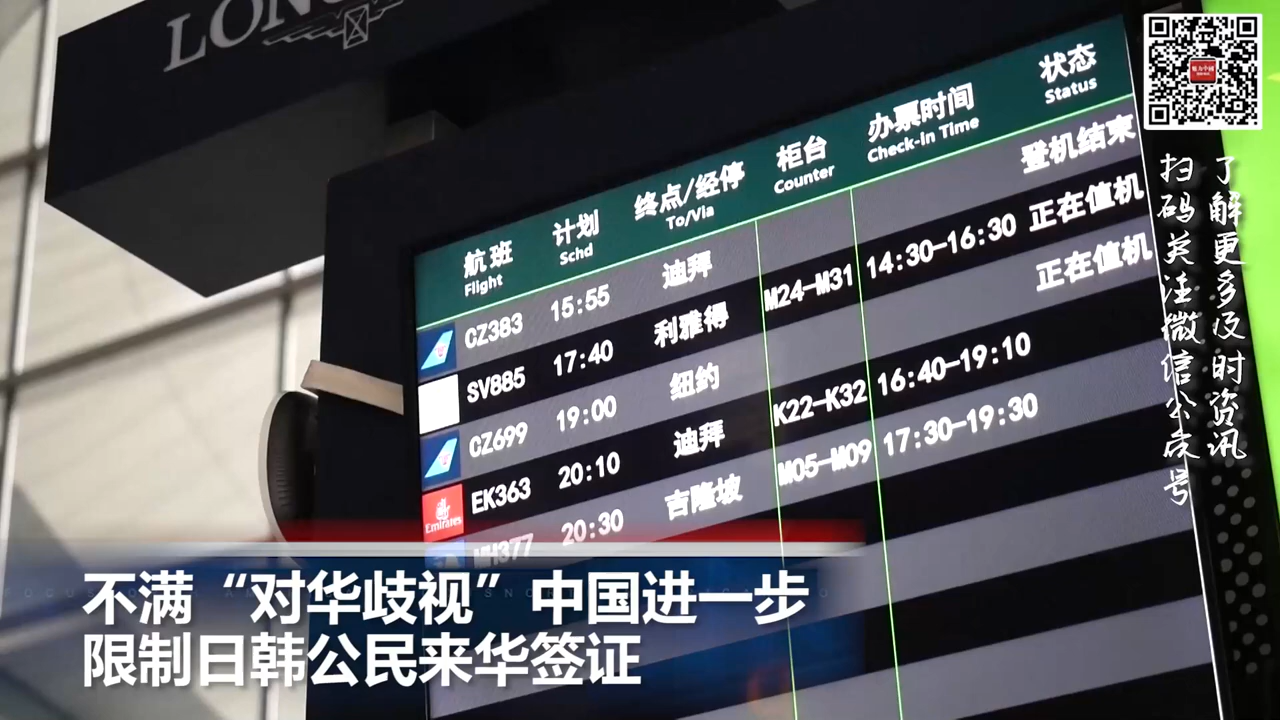 LON
航班 计划 终点/经停 柜台 办票时间 状态
Flight Schd To/Via Counter Check-in Time Status
CZ383 15:55 迪拜 登机结束
SV885 17:40 利雅得 M24-M31 14:30-16:30 正在值机
CZ699 19:00 纽约 正在值机
EK363 20:10 迪拜 K22-K32 16:40-19:10
MH377 20:30 吉隆坡 M05-M09 17:30-19:30
Emirates
了解更多及时资讯
扫码关注微信公众号
不满“对华歧视”中国进一步
限制日韩公民来华签证